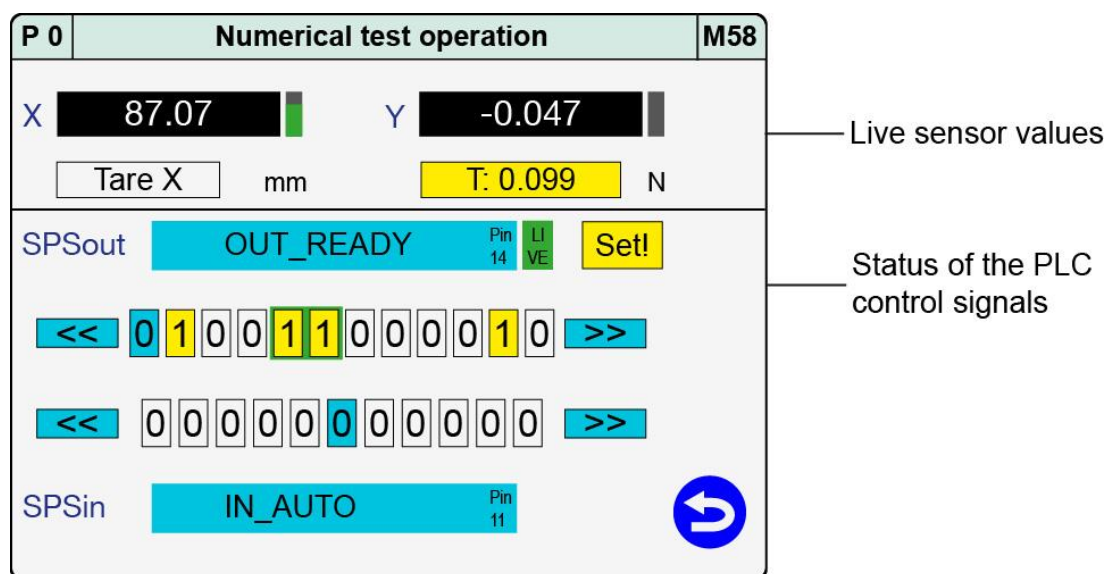 P 0 Numerical test operation M58
X 87.07 Y -0.047
Live sensor values
Tare X mm T: 0.099 N
SPSout OUT_READY Pin 14 LI VE Set!
Status of the PLC
control signals
<< 0 1 0 0 1 1 0 0 0 0 1 0 >>
<< 0 0 0 0 0 0 0 0 0 0 0 >>
SPSin IN_AUTO Pin 11